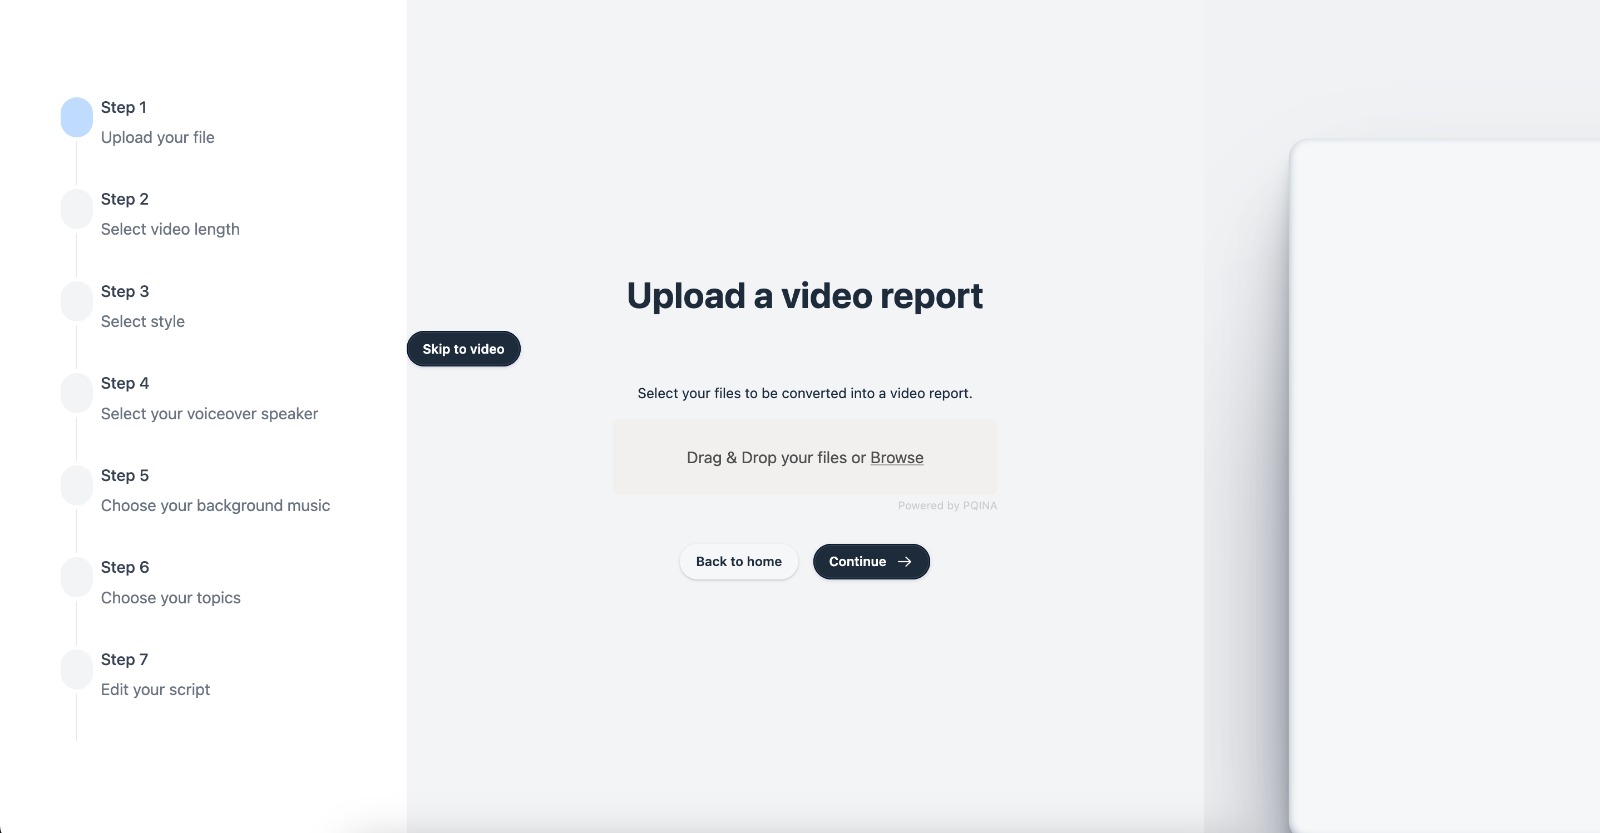 Step 1
Upload your file
Step 2
Select video length
Step 3
Select style
Step 4
Select your voiceover speaker
Step 5
Choose your background music
Step 6
Choose your topics
Step 7
Edit your script
Upload a video report
Skip to video
Select your files to be converted into a video report.
Drag & Drop your files or Browse
Powered by PQINA
Back to home
Continue →